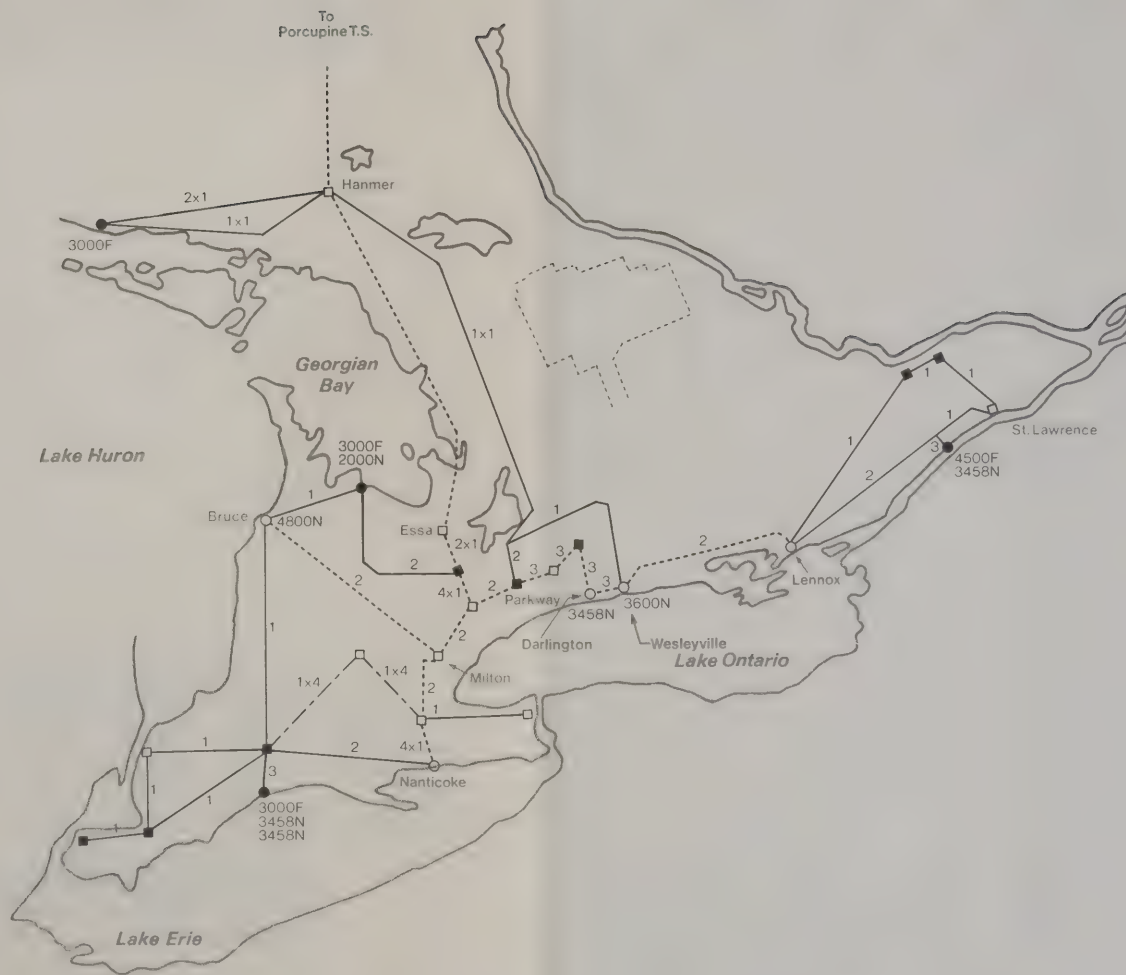 To
Porcupine T.S.
Hanmer
2x1
1x1
3000F
1x1
Georgian
Bay
Lake Huron
3000F
2000N
1
Bruce
4800N
Essa
2x1
2
4x1
2
2
2
Parkway
3
3
3
1
2
3458N
3600N
Darlington
Wesleyville
Lake Ontario
Lennox
1
1
1
1
2
3
St. Lawrence
4500F
3458N
2
Milton
1
1x4
1x4
2
1
4x1
Nanticoke
1
2
3
1
1
1
3000F
3458N
3458N
Lake Erie